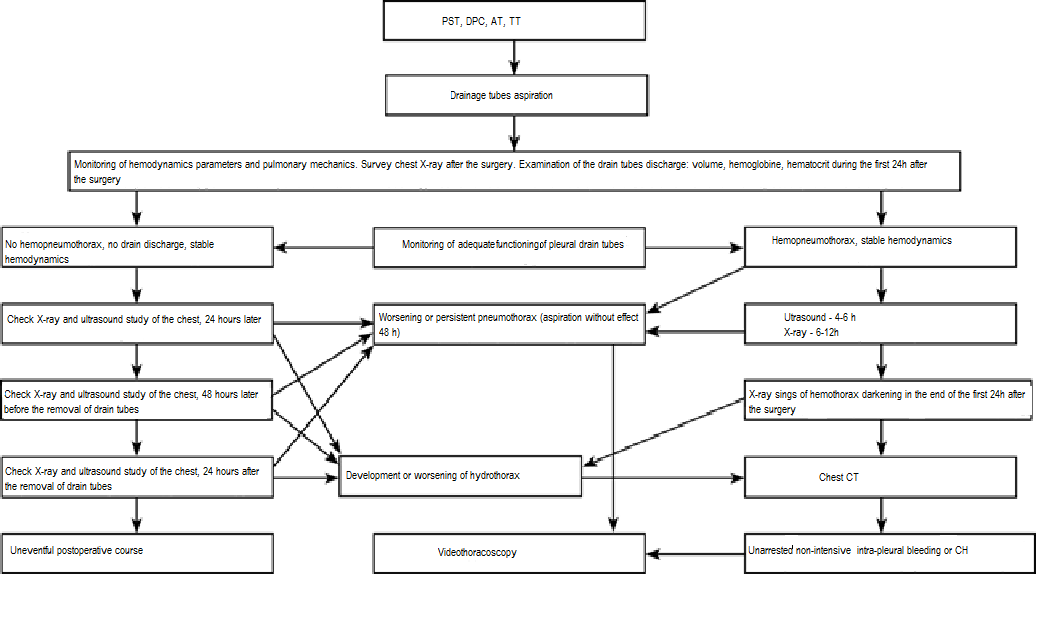 PST, DPC, AT, TT
Drainage tubes aspiration
Monitoring of hemodynamics parameters and pulmonary mechanics. Survey chest X-ray after the surgery. Examination of the drain tubes discharge: volume, hemoglobine, hematocrit during the first 24h after
the surgery
No hemopneumothorax, no drain discharge, stable
hemodynamics
Monitoring of adequate functioning of pleural drain tubes
Hemopneumothorax, stable hemodynamics
Check X-ray and ultrasound study of the chest, 24 hours later
Worsening or persistent pneumothorax (aspiration without effect
48 h)
Utrasound - 4-6 h
X-ray - 6-12h
Check X-ray and ultrasound study of the chest, 48 hours later
before the removal of drain tubes
X-ray sings of hemothorax darkening in the end of the first 24h after
the surgery
Check X-ray and ultrasound study of the chest, 24 hours after
the removal of drain tubes
Development or worsening of hydrothorax
Chest CT
Uneventful postoperative course
Videothoracoscopy
Unarrested non-intensive intra-pleural bleeding or CH